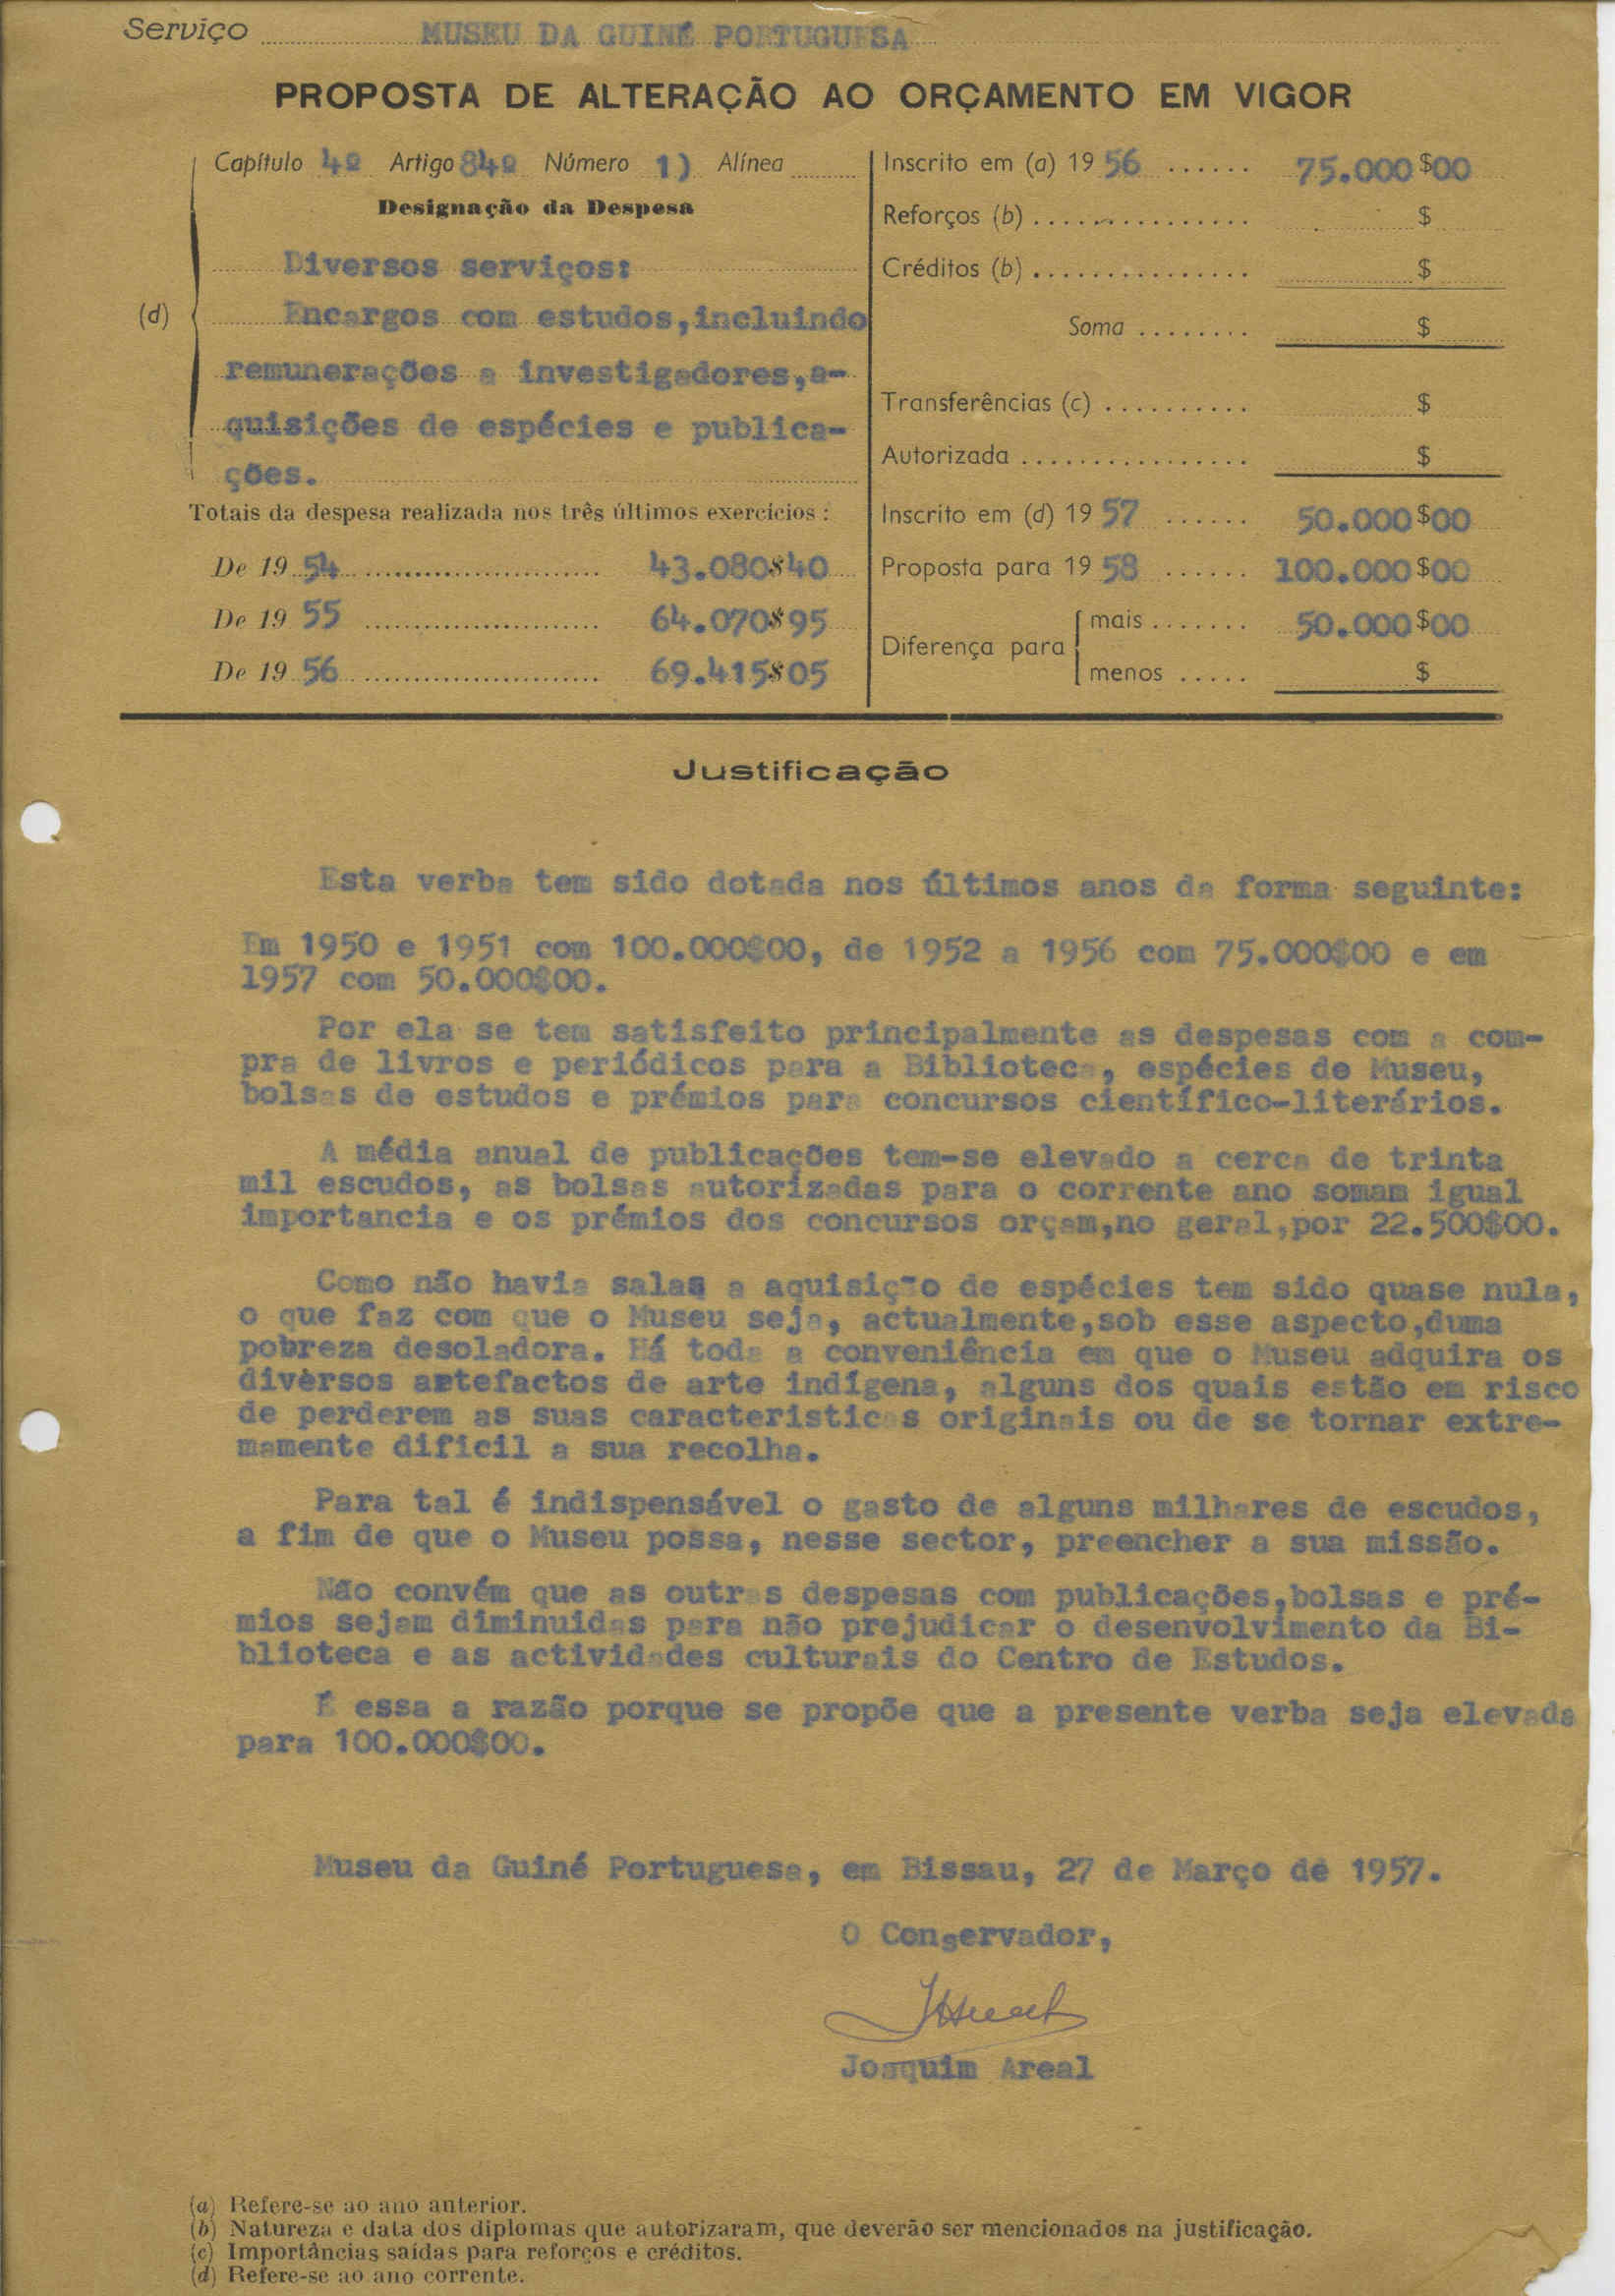 Serviço MUSEU DA GUINÉ PORTUGUESA
PROPOSTA DE ALTERAÇÃO AO ORÇAMENTO EM VIGOR
Capítulo 4º Artigo 84º Número 1) Alínea
Designação da Despesa
(d)
Diversos serviços:
Encargos com estudos,incluindo
remunerações a investigadores,a-
quisições de espécies e publica-
ções.
Totais da despesa realizada nos três últimos exercícios:
De 1954 ........................ 43.080$40
De 1955 ........................ 64.070$95
De 1956 ........................ 69.415$05
Inscrito em (a) 1956 ...... 75.000$00
Reforços (b) ............... $
Créditos (b) ............... $
Soma ........ $
Transferências (c) .......... $
Autorizada ................ $
Inscrito em (d) 1957 ...... 50.000$00
Proposta para 1958 ...... 100.000$00
Diferença para
mais ....... 50.000$00
menos ..... $
Justificação
Esta verba tem sido dotada nos últimos anos da forma seguinte:
Em 1950 e 1951 com 100.000$00, de 1952 a 1956 com 75.000$00 e em
1957 com 50.000$00.
Por ela se tem satisfeito principalmente as despesas com a com-
pra de livros e periódicos para a Biblioteca, espécies de Museu,
bolsas de estudos e prémios para concursos científico-literários.
A média anual de publicações tem-se elevado a cerca de trinta
mil escudos, as bolsas autorizadas para o corrente ano somam igual
importancia e os prémios dos concursos orçam,no geral,por 22.500$00.
Como não havia salas a aquisição de espécies tem sido quase nula,
o que faz com que o Museu seja, actualmente,sob esse aspecto,duma
pobreza desoladora. Há toda a conveniência em que o Museu adquira os
diversos artefactos de arte indígena, alguns dos quais estão em risco
de perderem as suas caracteristicas originais ou de se tornar extre-
mamente dificil a sua recolha.
Para tal é indispensável o gasto de alguns milhares de escudos,
a fim de que o Museu possa, nesse sector, preencher a sua missão.
Não convém que as outras despesas com publicações,bolsas e pré-
mios sejam diminuidas para não prejudicar o desenvolvimento da Bi-
blioteca e as actividades culturais do Centro de Estudos.
É essa a razão porque se propõe que a presente verba seja elevada
para 100.000$00.
Museu da Guiné Portuguesa, em Bissau, 27 de Março de 1957.
O Conservador,
Joaquim Areal
(a) Refere-se ao ano anterior.
(b) Natureza e data dos diplomas que autorizaram, que deverão ser mencionados na justificação.
(c) Importâncias saídas para reforços e créditos.
(d) Refere-se ao ano corrente.